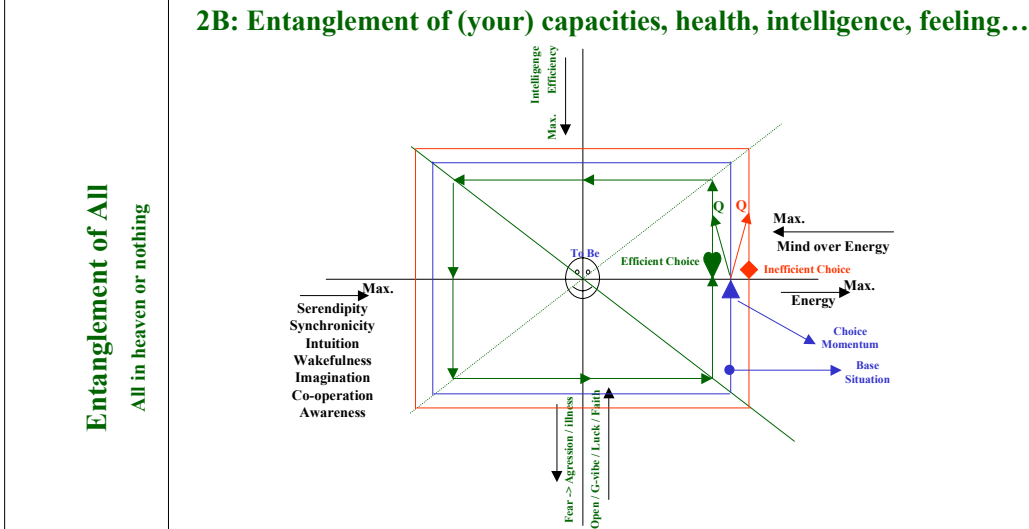 2B: Entanglement of (your) capacities, health, intelligence, feeling…
Entanglement of All
All in heaven or nothing
Intelligenge
Efficiency
Max.
Q
Q
Max.
Mind over Energy
To Be
Efficient Choice
Inefficient Choice
Max.
Energy
Max.
Serendipity
Synchronicity
Intuition
Wakefulness
Imagination
Co-operation
Awareness
Choice
Momentum
Base
Situation
Fear -> Agression / illness
Open / G-vibe / Luck / Faith